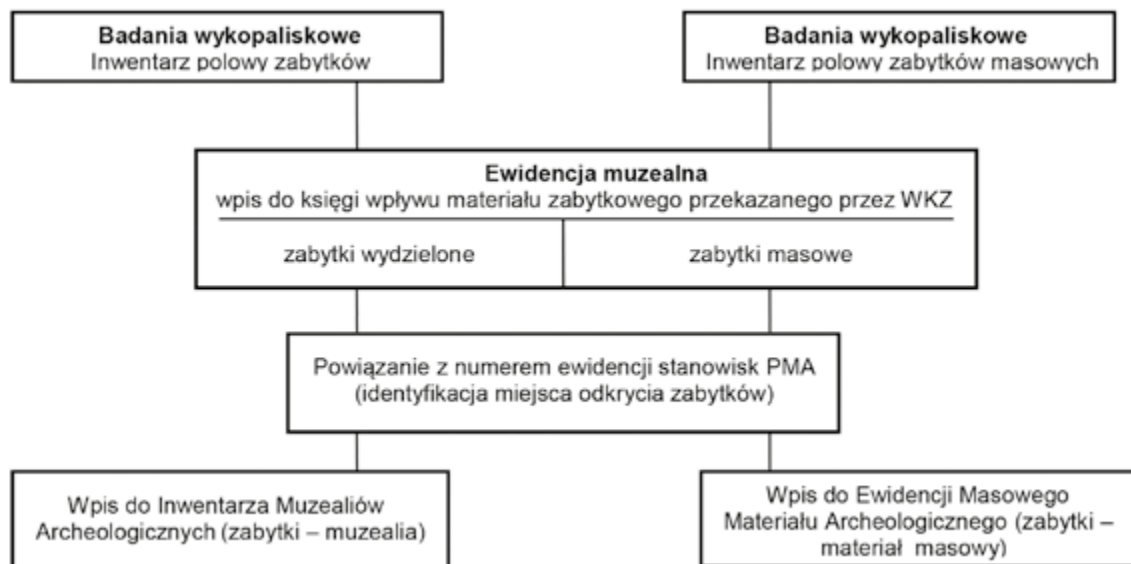 Badania wykopaliskowe
Inwentarz polowy zabytków
Badania wykopaliskowe
Inwentarz polowy zabytków masowych
Ewidencja muzealna
wpis do księgi wpływu materiału zabytkowego przekazanego przez WKZ
zabytki wydzielone
zabytki masowe
Powiązanie z numerem ewidencji stanowisk PMA
(identyfikacja miejsca odkrycia zabytków)
Wpis do Inwentarza Muzealiów
Archeologicznych (zabytki – muzealia)
Wpis do Ewidencji Masowego
Materiału Archeologicznego (zabytki –
materiał masowy)